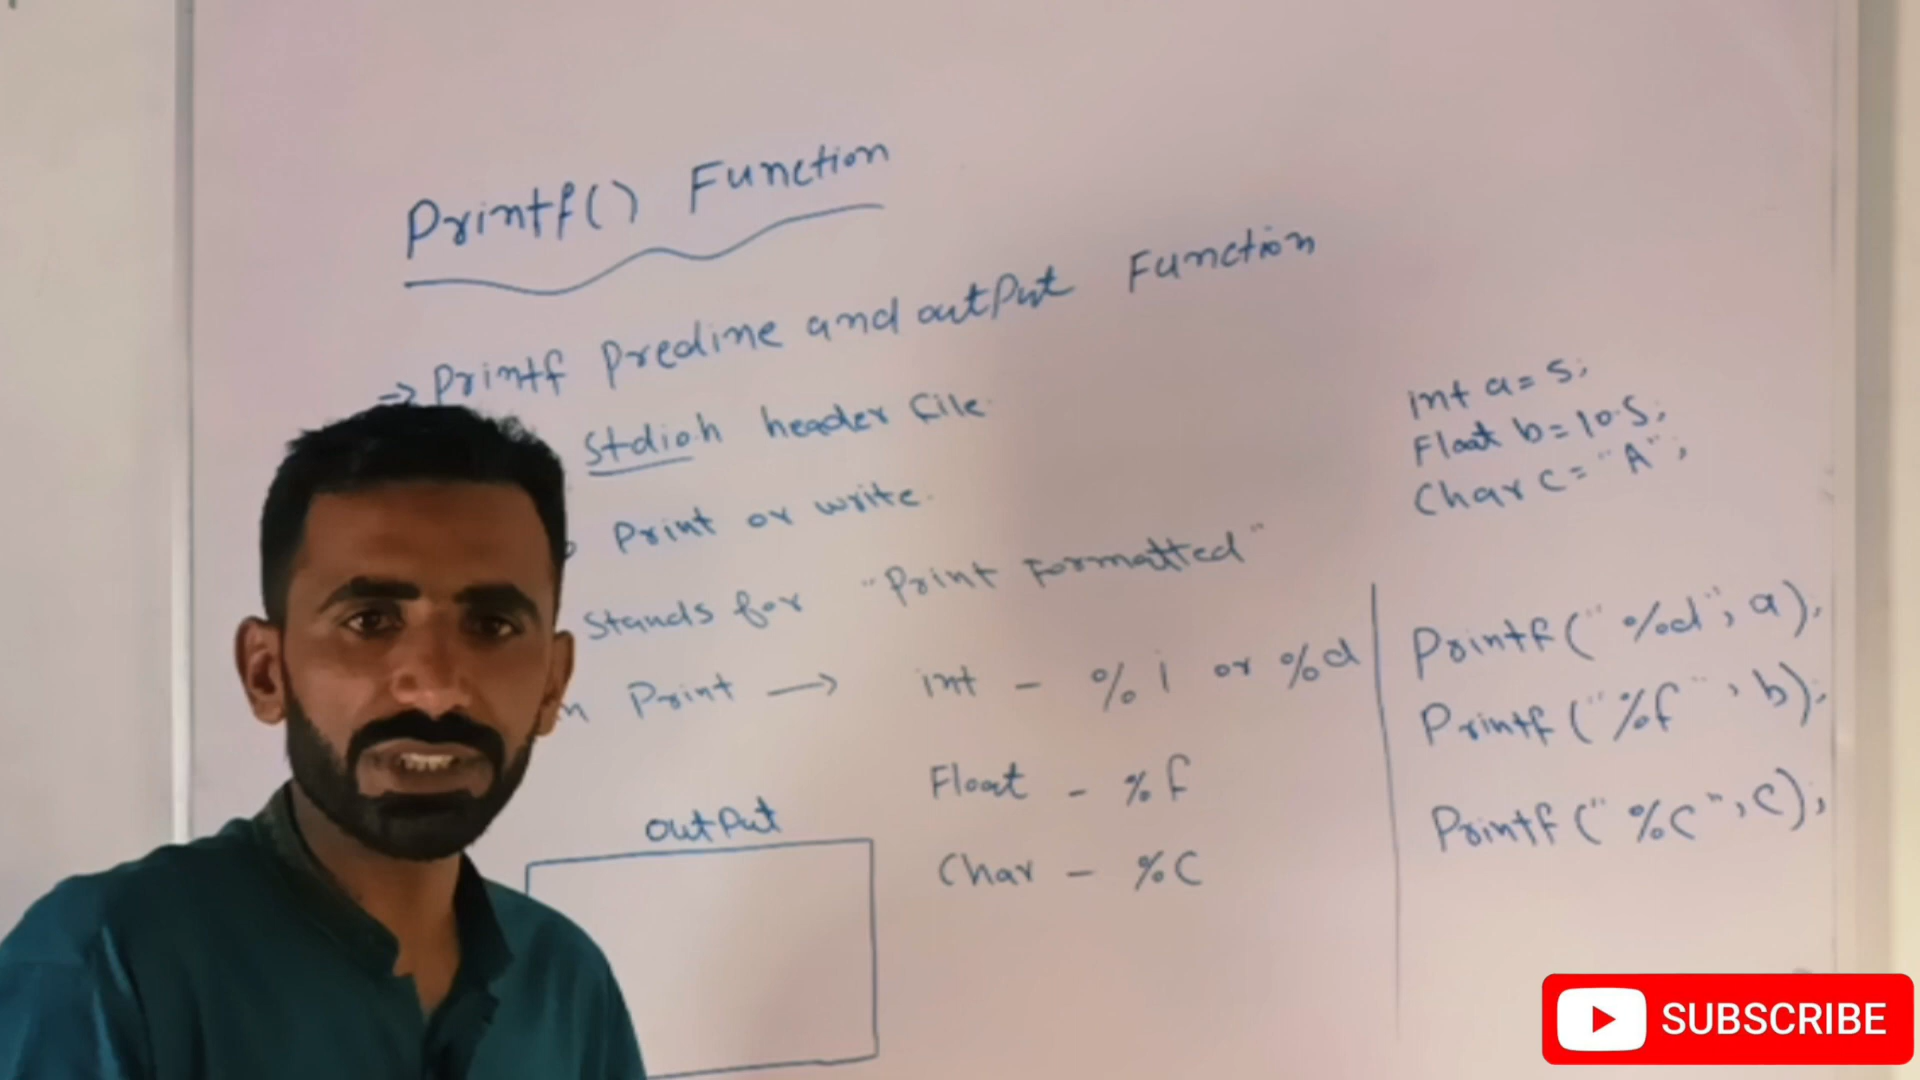 Printf() Function
→ Printf Predine and outPut Function
Stdio.h header File.
Print or write.
Stands for "Print Formatted"
Print → int - %i or %d
Float - %f
Char - %c
outPut
int a = 5;
Float b = 10.5;
Char c = "A";
Printf ("%d", a);
Printf ("%f", b);
Printf ("%c", c);
SUBSCRIBE